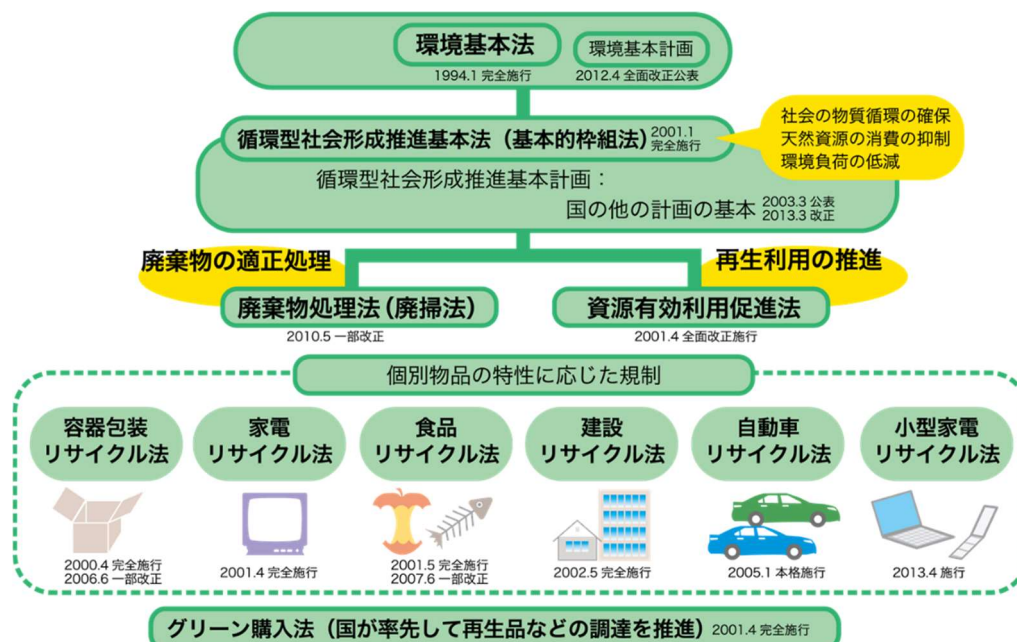 環境基本法
1994.1 完全施行
環境基本計画
2012.4 全面改正公表
循環型社会形成推進基本法（基本的枠組法）
2001.1
完全施行
社会の物質循環の確保
天然資源の消費の抑制
環境負荷の低減
循環型社会形成推進基本計画：
国の他の計画の基本
2003.3 公表
2013.3 改正
廃棄物の適正処理
再生利用の推進
廃棄物処理法（廃掃法）
2010.5 一部改正
資源有効利用促進法
2001.4 全面改正施行
個別物品の特性に応じた規制
容器包装
リサイクル法
2000.4 完全施行
2006.6 一部改正
家電
リサイクル法
2001.4 完全施行
食品
リサイクル法
2001.5 完全施行
2007.6 一部改正
建設
リサイクル法
2002.5 完全施行
自動車
リサイクル法
2005.1 本格施行
小型家電
リサイクル法
2013.4 施行
グリーン購入法（国が率先して再生品などの調達を推進）2001.4 完全施行